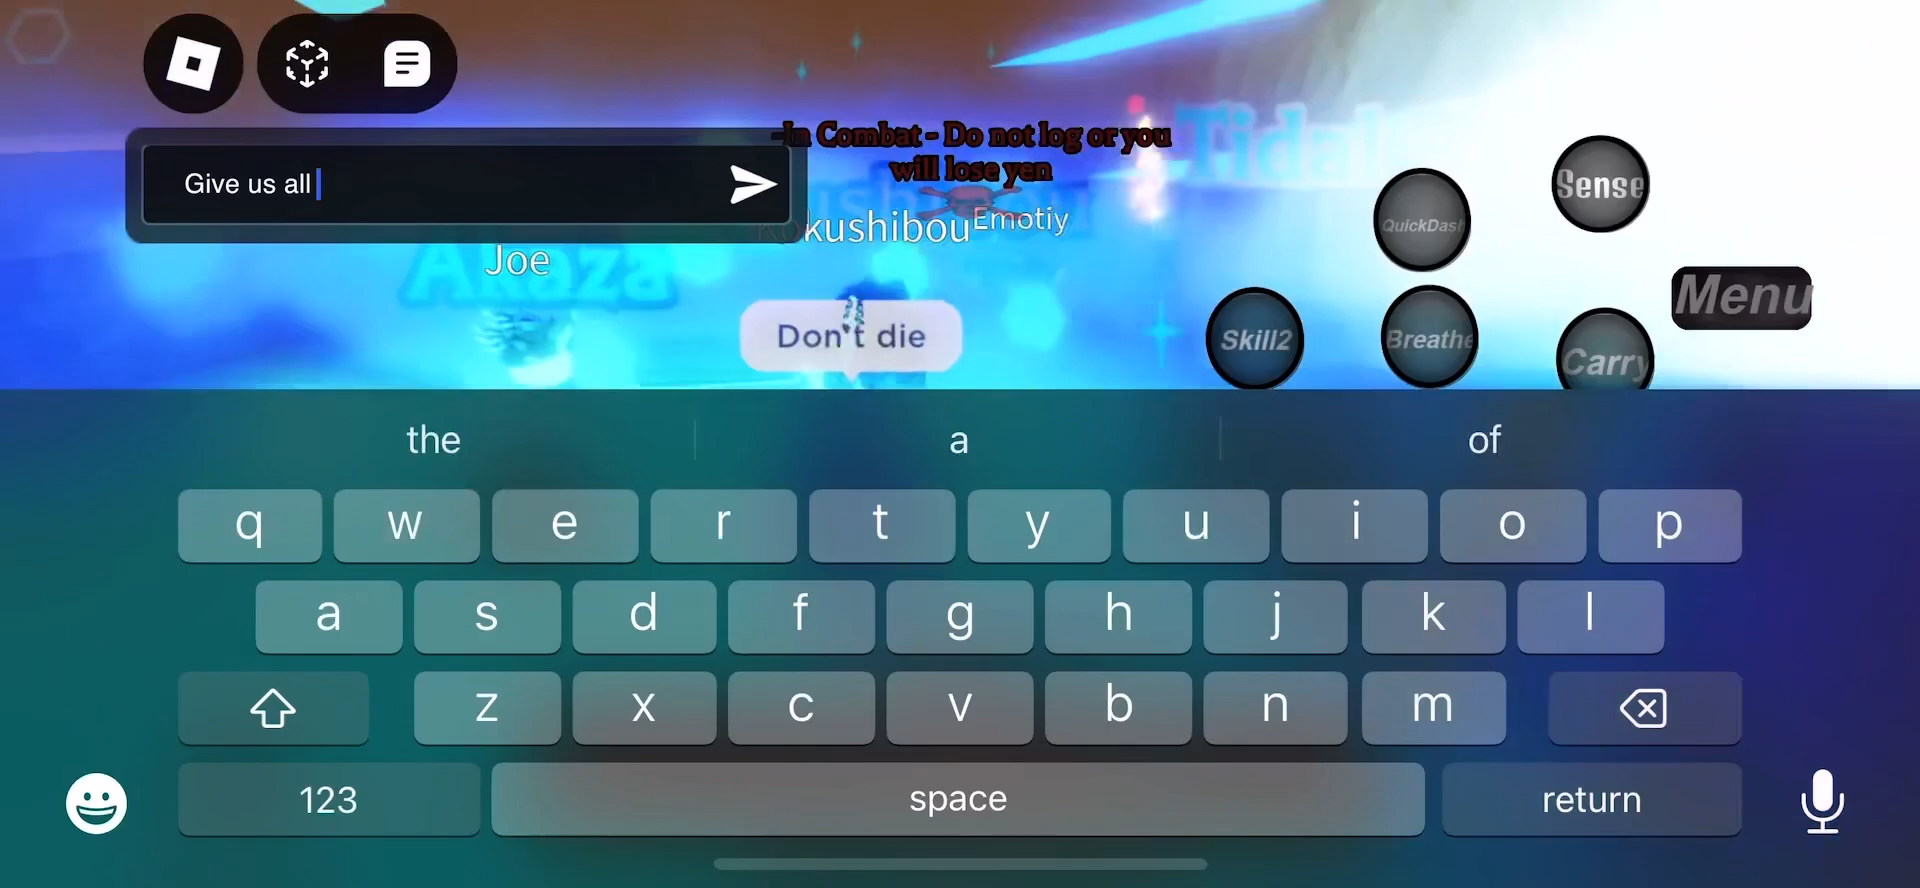 -In Combat - Do not log or you
will lose yen
Give us all
Tidal
kushibou
Emotiy
Joe
Akaza
Don't die
Sense
QuickDash
Menu
Skill2
Breathe
Carry
the
a
of
q w e r t y u i o p
a s d f g h j k l
z x c v b n m
123
space
return